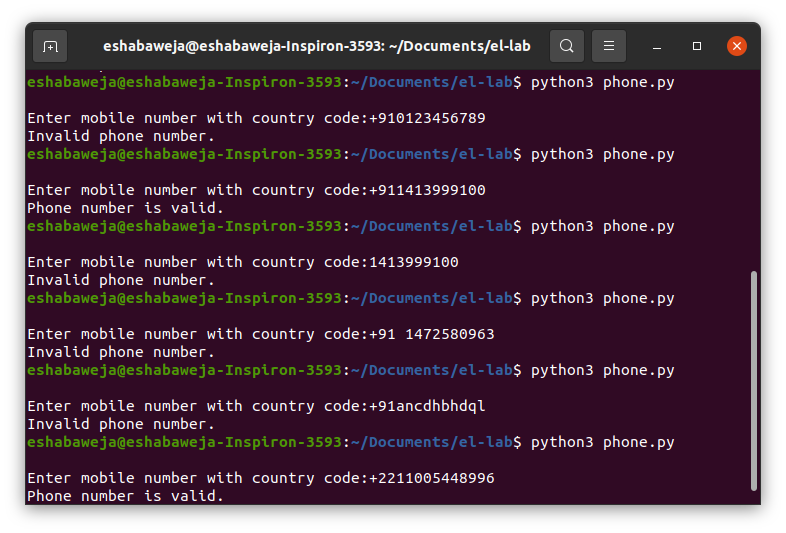 eshabaweja@eshabaweja-Inspiron-3593: ~/Documents/el-lab
eshabaweja@eshabaweja-Inspiron-3593:~/Documents/el-lab$ python3 phone.py
Enter mobile number with country code:+910123456789
Invalid phone number.
eshabaweja@eshabaweja-Inspiron-3593:~/Documents/el-lab$ python3 phone.py
Enter mobile number with country code:+911413999100
Phone number is valid.
eshabaweja@eshabaweja-Inspiron-3593:~/Documents/el-lab$ python3 phone.py
Enter mobile number with country code:1413999100
Invalid phone number.
eshabaweja@eshabaweja-Inspiron-3593:~/Documents/el-lab$ python3 phone.py
Enter mobile number with country code:+91 1472580963
Invalid phone number.
eshabaweja@eshabaweja-Inspiron-3593:~/Documents/el-lab$ python3 phone.py
Enter mobile number with country code:+91ancdhbhdql
Invalid phone number.
eshabaweja@eshabaweja-Inspiron-3593:~/Documents/el-lab$ python3 phone.py
Enter mobile number with country code:+2211005448996
Phone number is valid.